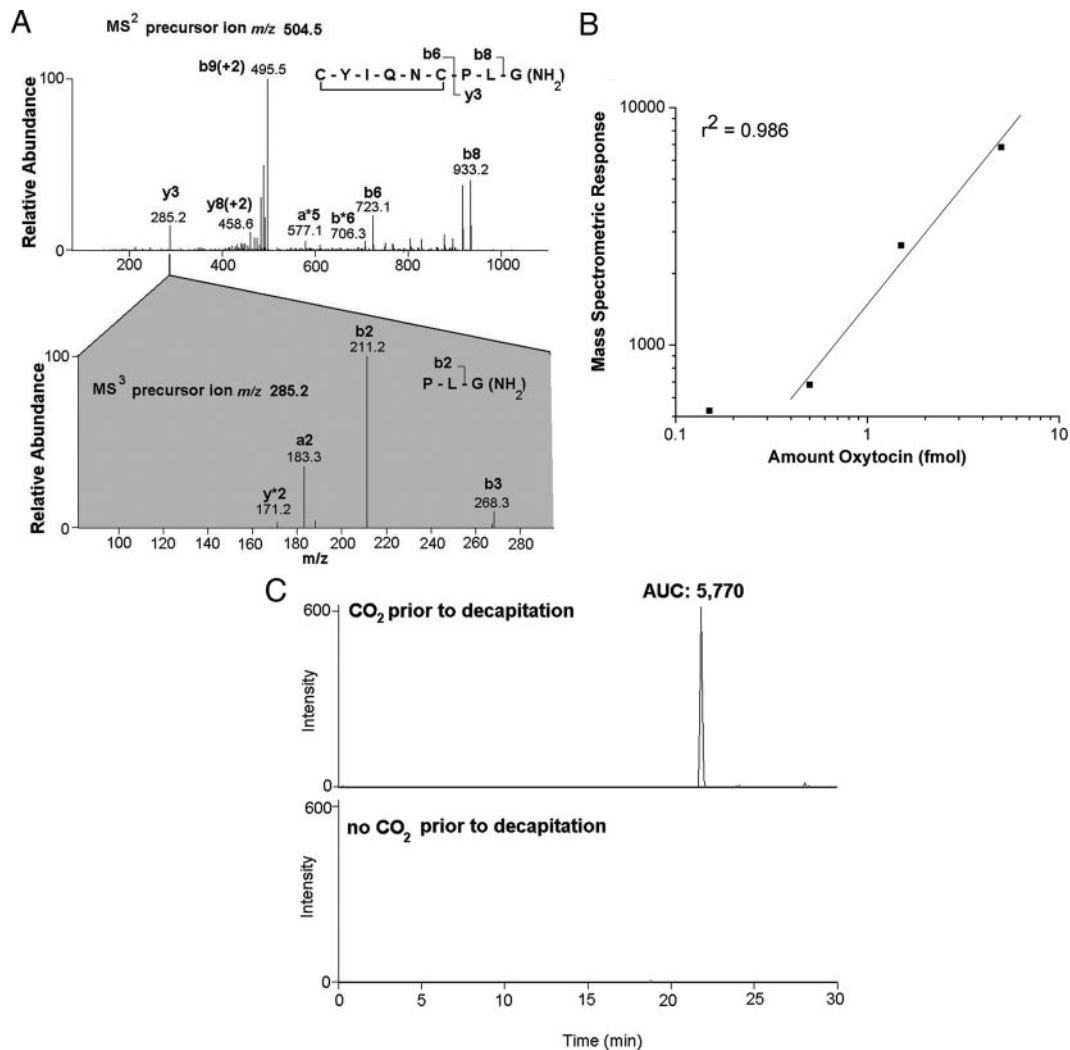 A
MS² precursor ion m/z 504.5
b9(+2) 495.5
b6 b8
C - Y - I - Q - N - C - P - L - G (NH₂)
y3
100
Relative Abundance
0
y3
285.2
y8(+2)
458.6
a*5
577.1
b*6
706.3
b6
723.1
b8
933.2
200 400 600 800 1000
100
MS³ precursor ion m/z 285.2
Relative Abundance
0
b2
211.2
b2
P - L - G (NH₂)
a2
183.3
y*2
171.2
b3
268.3
100 120 140 160 180 200 220 240 260 280
m/z
B
r² = 0.986
Mass Spectrometric Response
10000
1000
0.1 1 10
Amount Oxytocin (fmol)
C
AUC: 5,770
CO₂ prior to decapitation
600
Intensity
0
no CO₂ prior to decapitation
600
Intensity
0
0 5 10 15 20 25 30
Time (min)